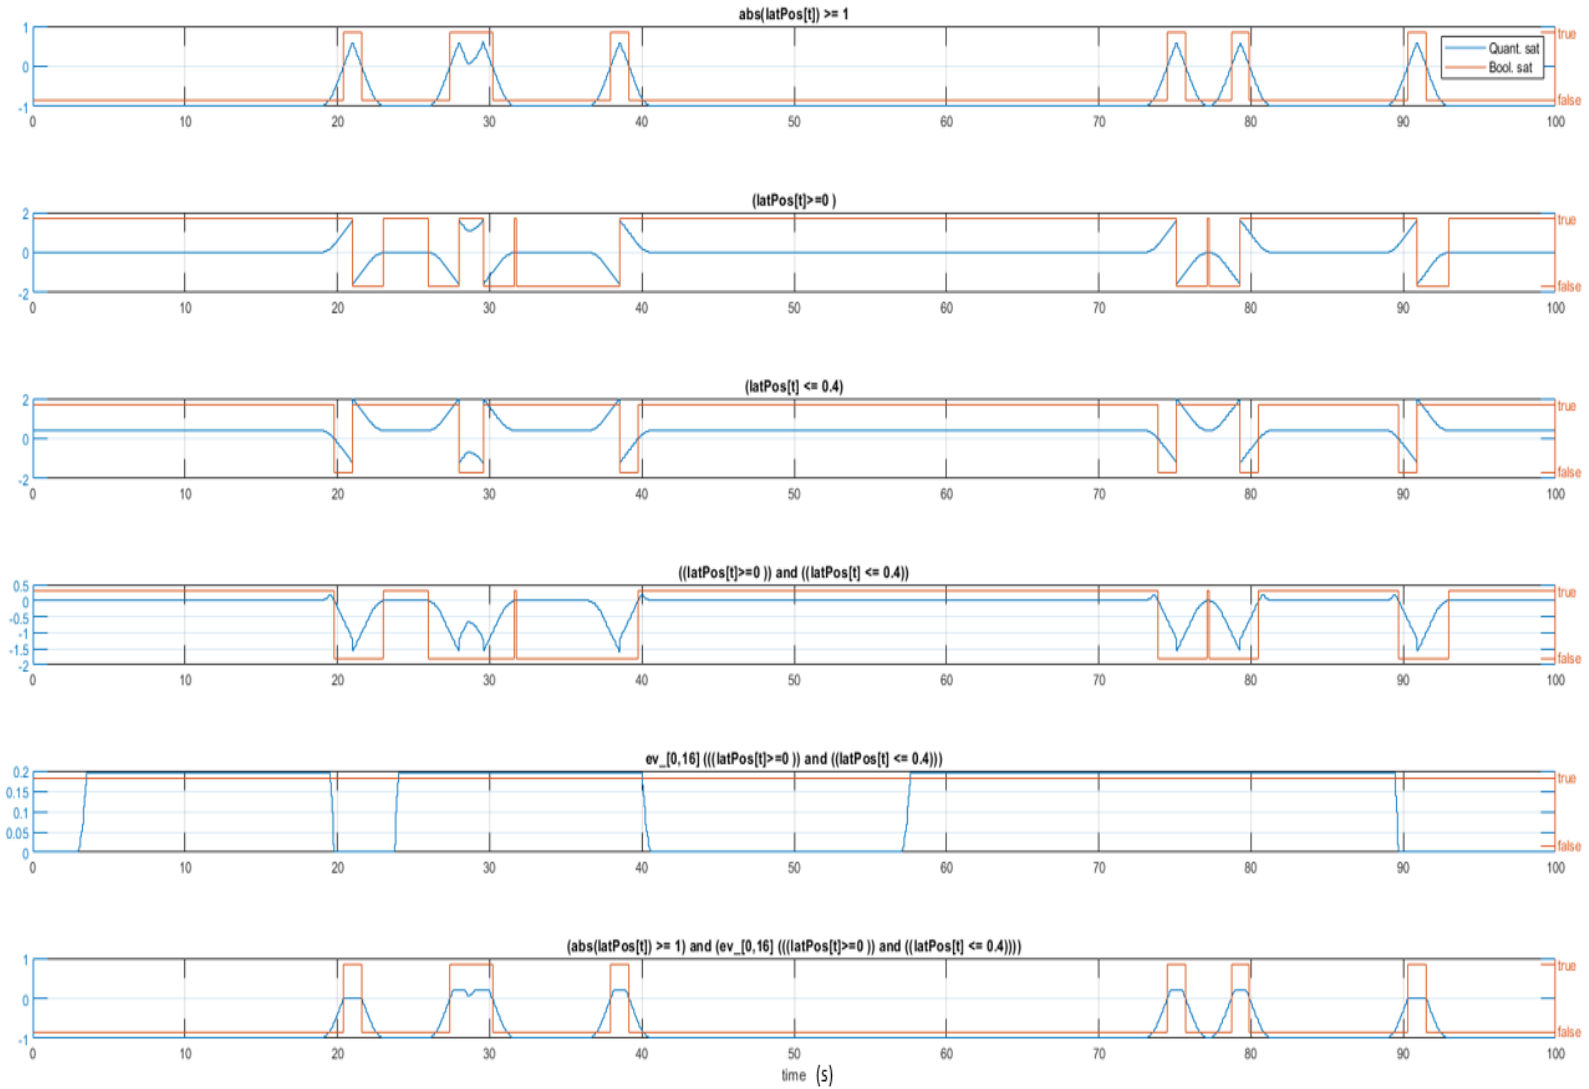 abs(latPos[t]) >= 1
1
0
-1
true
false
Quant. sat
Bool. sat
0 10 20 30 40 50 60 70 80 90 100
(latPos[t]>=0 )
2
0
-2
true
false
0 10 20 30 40 50 60 70 80 90 100
(latPos[t] <= 0.4)
2
0
-2
true
false
0 10 20 30 40 50 60 70 80 90 100
((latPos[t]>=0 )) and ((latPos[t] <= 0.4))
0.5
0
-0.5
-1
-1.5
-2
true
false
0 10 20 30 40 50 60 70 80 90 100
ev_[0,16] (((latPos[t]>=0 )) and ((latPos[t] <= 0.4)))
0.2
0.15
0.1
0.05
0
true
false
0 10 20 30 40 50 60 70 80 90 100
(abs(latPos[t]) >= 1) and (ev_[0,16] (((latPos[t]>=0 )) and ((latPos[t] <= 0.4))))
1
0
-1
true
false
0 10 20 30 40 50 60 70 80 90 100
time (s)